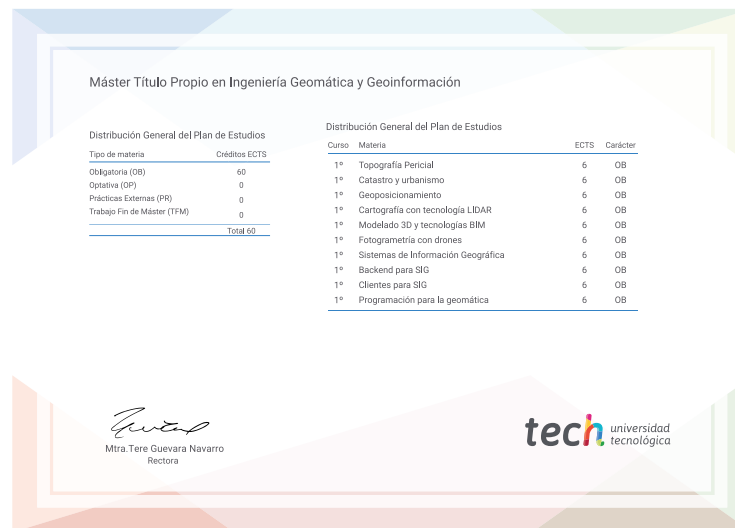 Máster Título Propio en Ingeniería Geomática y Geoinformación
Distribución General del Plan de Estudios
Tipo de materia Créditos ECTS
Obligatoria (OB) 60
Optativa (OP) 0
Prácticas Externas (PR) 0
Trabajo Fin de Máster (TFM) 0
Total 60
Distribución General del Plan de Estudios
Curso Materia ECTS Carácter
1º Topografía Pericial 6 OB
1º Catastro y urbanismo 6 OB
1º Geoposicionamiento 6 OB
1º Cartografía con tecnología LIDAR 6 OB
1º Modelado 3D y tecnologías BIM 6 OB
1º Fotogrametría con drones 6 OB
1º Sistemas de Información Geográfica 6 OB
1º Backend para SIG 6 OB
1º Clientes para SIG 6 OB
1º Programación para la geomática 6 OB
Mtra.Tere Guevara Navarro
Rectora
tech universidad
tecnológica